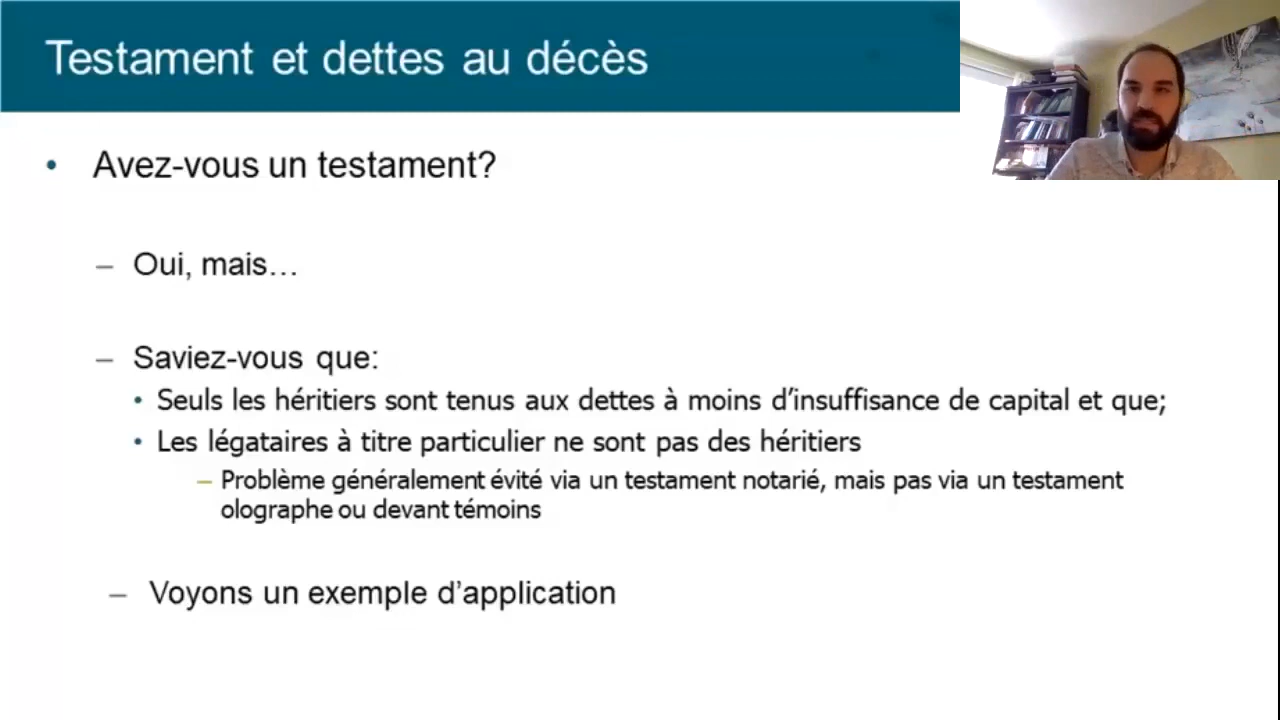 Testament et dettes au décès
• Avez-vous un testament?
– Oui, mais…
– Saviez-vous que:
• Seuls les héritiers sont tenus aux dettes à moins d’insuffisance de capital et que;
• Les légataires à titre particulier ne sont pas des héritiers
– Problème généralement évité via un testament notarié, mais pas via un testament
olographe ou devant témoins
– Voyons un exemple d’application